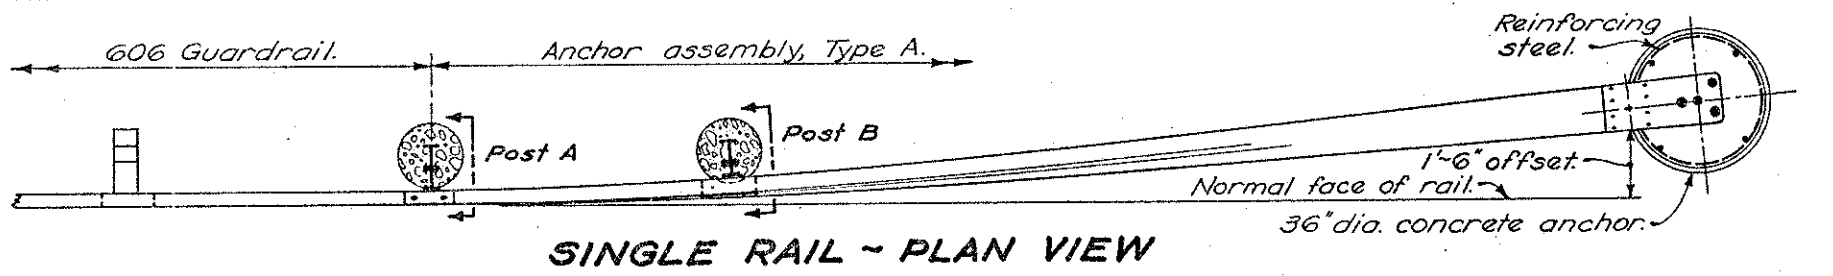 606 Guardrail.
Anchor assembly, Type A.
Reinforcing
steel.
Post A
Post B
1'~6" offset.
Normal face of rail.
36" dia. concrete anchor.
SINGLE RAIL ~ PLAN VIEW